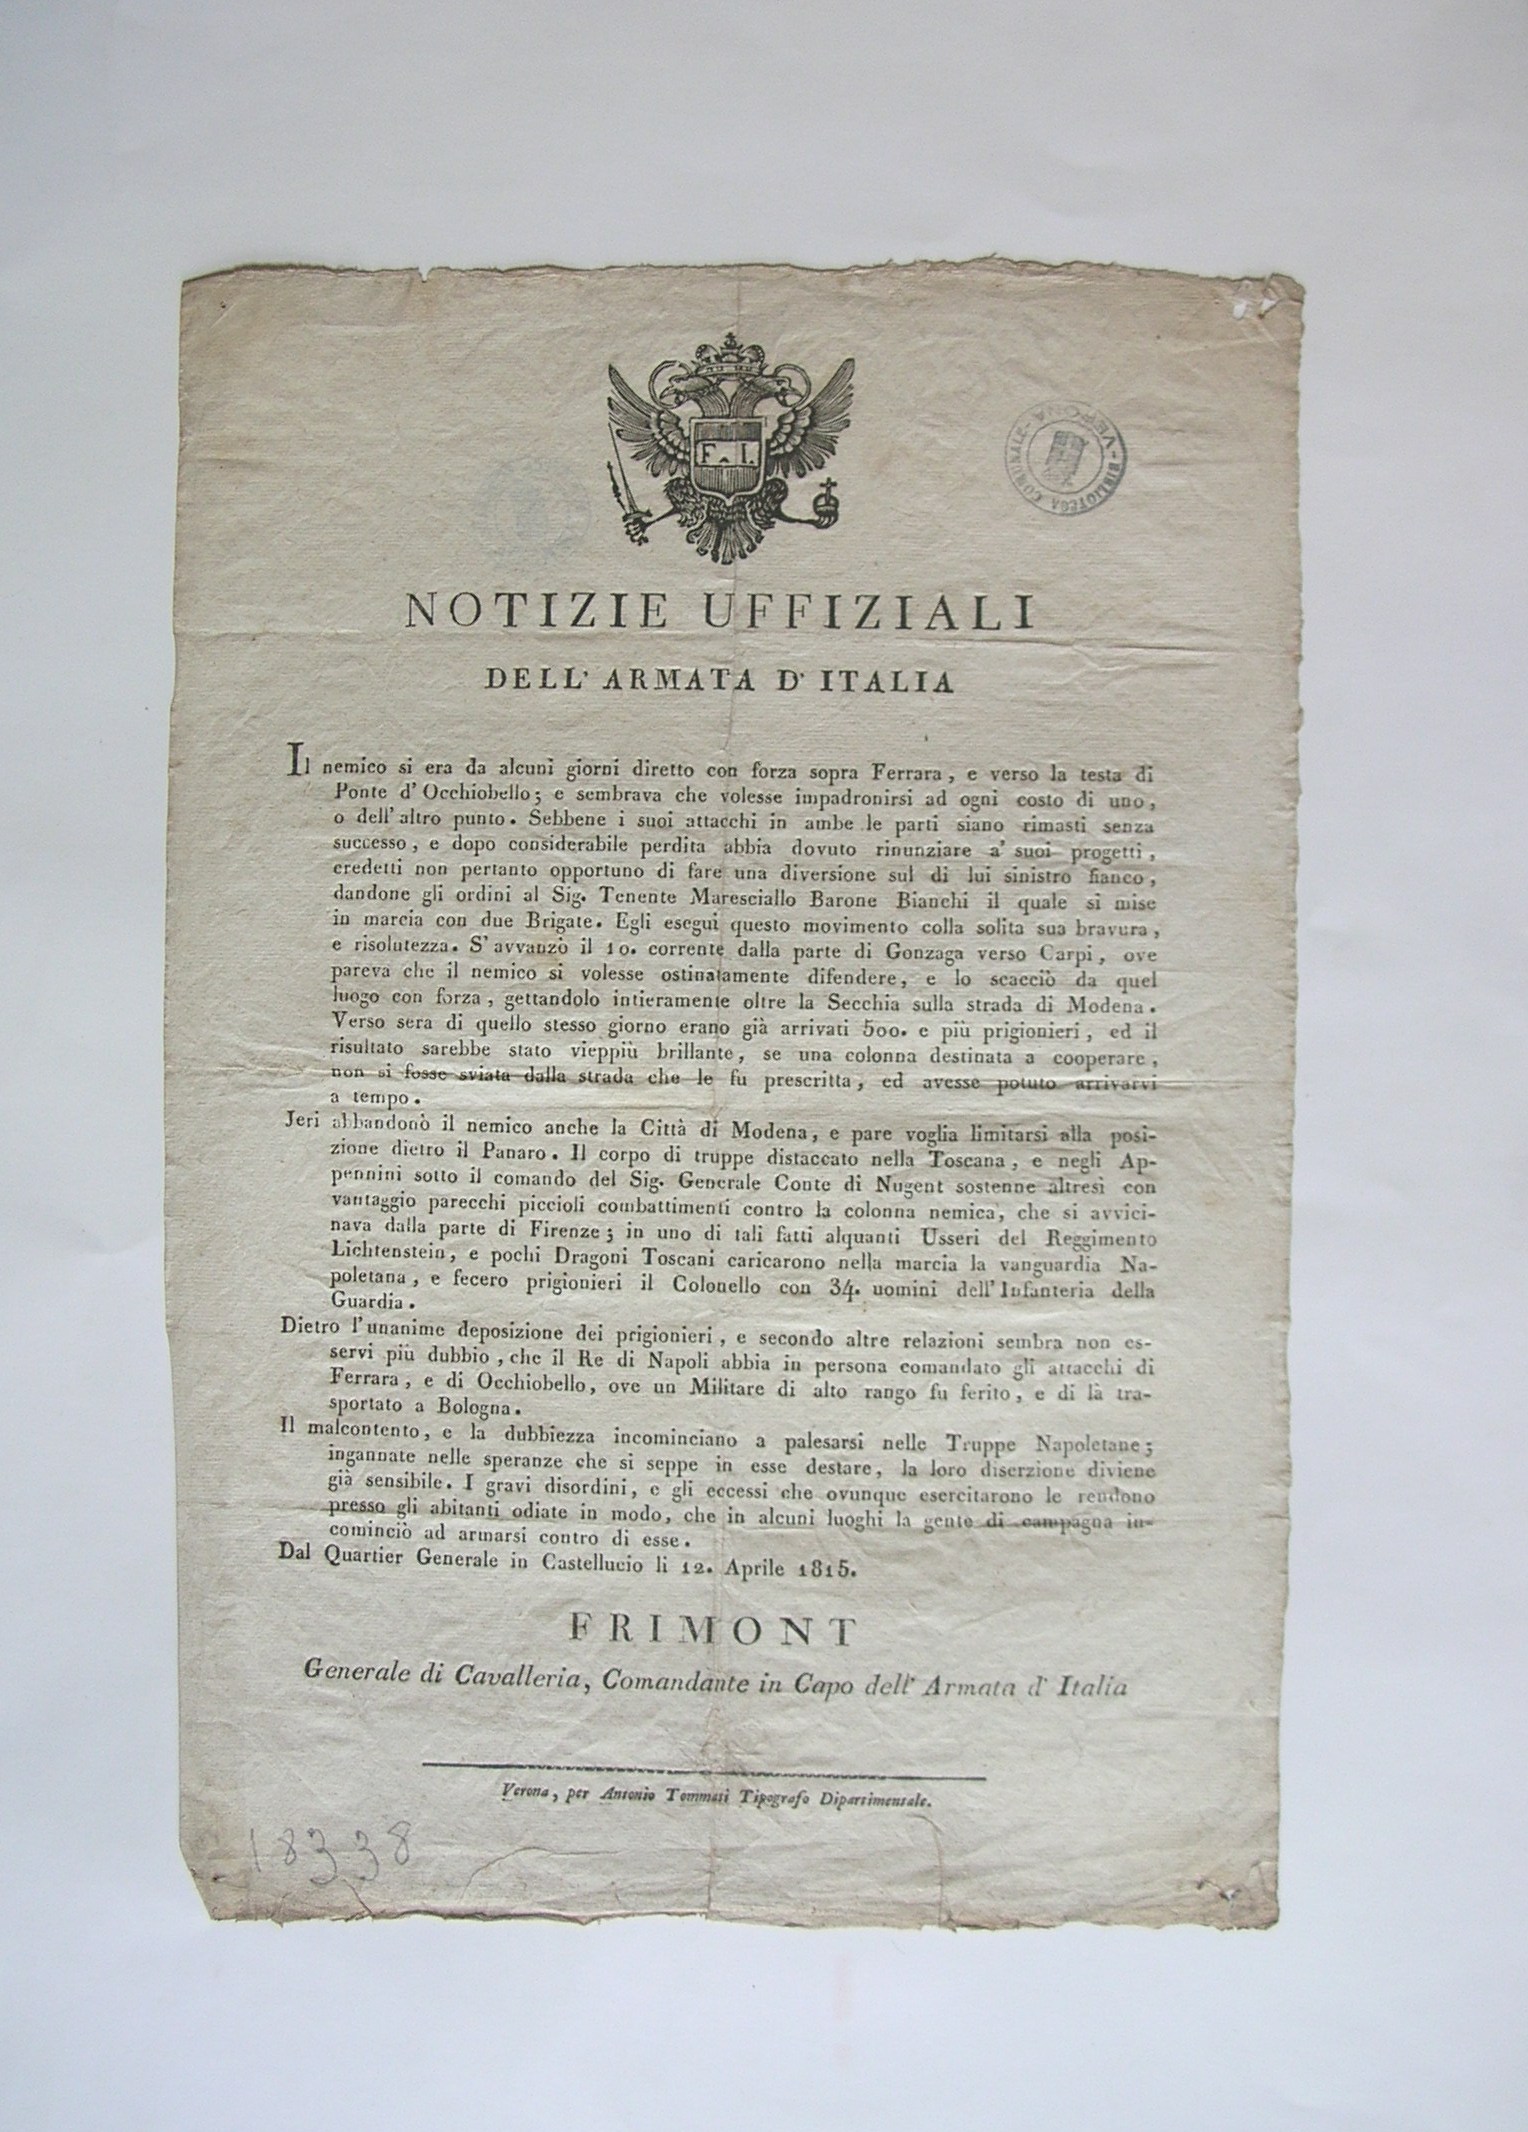 F. I.
VERONA - BIBLIOTECA COMUNALE -
NOTIZIE UFFIZIALI
DELL' ARMATA D' ITALIA
Il nemico si era da alcuni giorni diretto con forza sopra Ferrara, e verso la testa di
Ponte d' Occhiobello; e sembrava che volesse impadronirsi ad ogni costo di uno,
o dell' altro punto. Sebbene i suoi attacchi in ambe le parti siano rimasti senza
successo, e dopo considerabile perdita abbia dovuto rinunziare a' suoi progetti,
credetti non pertanto opportuno di fare una diversione sul di lui sinistro fianco,
dandone gli ordini al Sig. Tenente Maresciallo Barone Bianchi il quale si mise
in marcia con due Brigate. Egli eseguì questo movimento colla solita sua bravura,
e risolutezza. S' avvanzò il 10. corrente dalla parte di Gonzaga verso Carpi, ove
pareva che il nemico si volesse ostinatamente difendere, e lo scacciò da quel
luogo con forza, gettandolo intieramente oltre la Secchia sulla strada di Modena.
Verso sera di quello stesso giorno erano già arrivati 500. e più prigionieri, ed il
risultato sarebbe stato vieppiù brillante, se una colonna destinata a cooperare,
non si fosse sviata dalla strada che le fu prescritta, ed avesse potuto arrivarvi
a tempo.
Jeri abbandonò il nemico anche la Città di Modena, e pare voglia limitarsi alla posi-
zione dietro il Panaro. Il corpo di truppe distaccato nella Toscana, e negli Ap-
pennini sotto il comando del Sig. Generale Conte di Nugent sostenne altresì con
vantaggio parecchi piccioli combattimenti contro la colonna nemica, che si avvici-
nava dalla parte di Firenze; in uno di tali fatti alquanti Usseri del Reggimento
Lichtenstein, e pochi Dragoni Toscani caricarono nella marcia la vanguardia Na-
poletana, e fecero prigionieri il Colonello con 34. uomini dell' Infanteria della
Guardia.
Dietro l' unanime deposizione dei prigionieri, e secondo altre relazioni sembra non es-
servi più dubbio, che il Re di Napoli abbia in persona comandato gli attacchi di
Ferrara, e di Occhiobello, ove un Militare di alto rango fu ferito, e di là tra-
sportato a Bologna.
Il malcontento, e la dubbiezza incominciano a palesarsi nelle Truppe Napoletane;
ingannate nelle speranze che si seppe in esse destare, la loro diserzione diviene
già sensibile. I gravi disordini, e gli eccessi che ovunque esercitarono le rendono
presso gli abitanti odiate in modo, che in alcuni luoghi la gente di campagna in-
cominciò ad armarsi contro di esse.
Dal Quartier Generale in Castellucio li 12. Aprile 1815.
FRIMONT
Generale di Cavalleria, Comandante in Capo dell' Armata d' Italia
Verona, per Antonio Tommasi Tipografo Dipartimentale.
18338